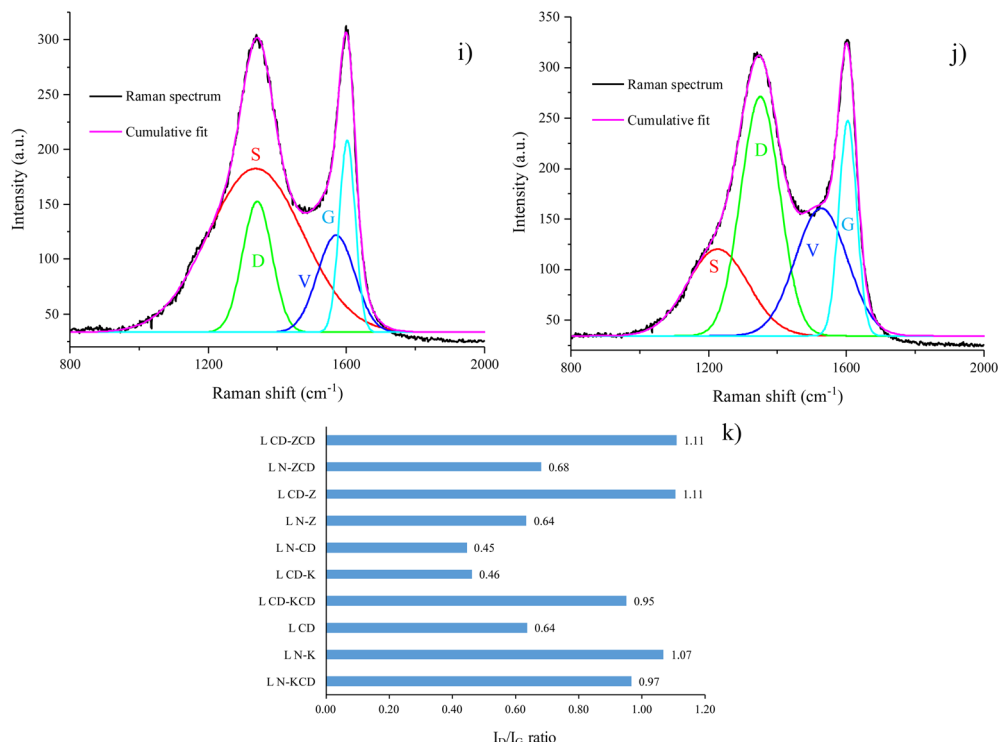 i)
300
250
200
150
100
50
Intensity (a.u.)
Raman spectrum
Cumulative fit
S
D
V
G
800
1200
1600
2000
Raman shift (cm-1)
j)
350
300
250
200
150
100
50
Intensity (a.u.)
Raman spectrum
Cumulative fit
S
D
V
G
800
1200
1600
2000
Raman shift (cm-1)
k)
L CD-ZCD 1.11
L N-ZCD 0.68
L CD-Z 1.11
L N-Z 0.64
L N-CD 0.45
L CD-K 0.46
L CD-KCD 0.95
L CD 0.64
L N-K 1.07
L N-KCD 0.97
0.00 0.20 0.40 0.60 0.80 1.00 1.20
ID/IG ratio